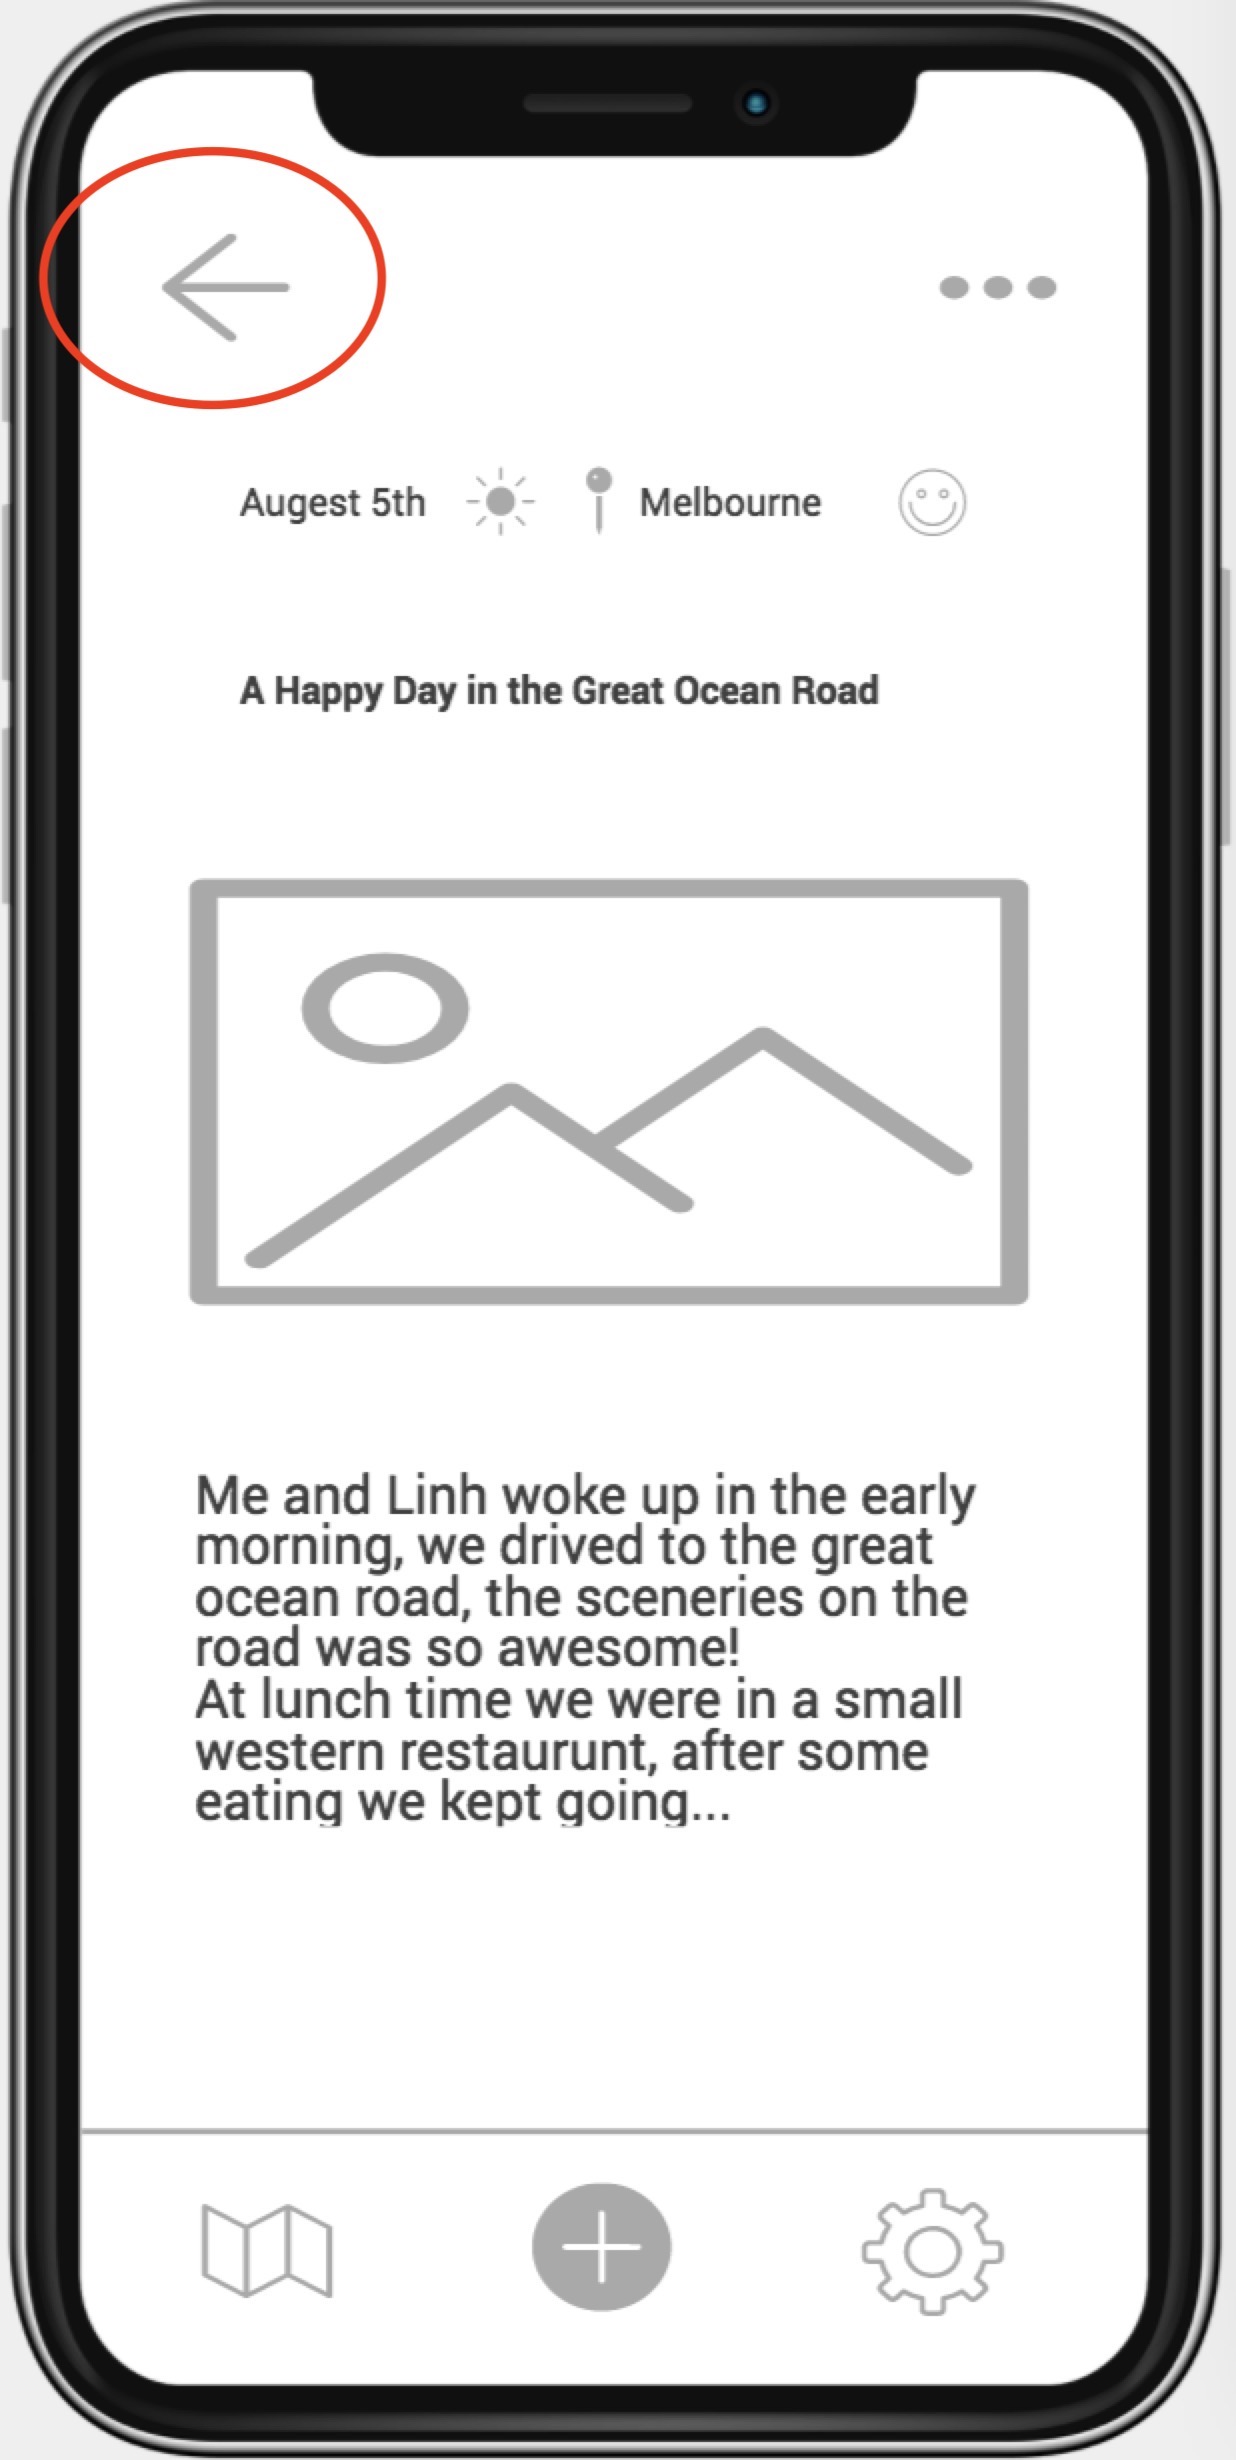 Augest 5th Melbourne
A Happy Day in the Great Ocean Road
Me and Linh woke up in the early
morning, we drived to the great
ocean road, the sceneries on the
road was so awesome!
At lunch time we were in a small
western restaurunt, after some
eating we kept going...